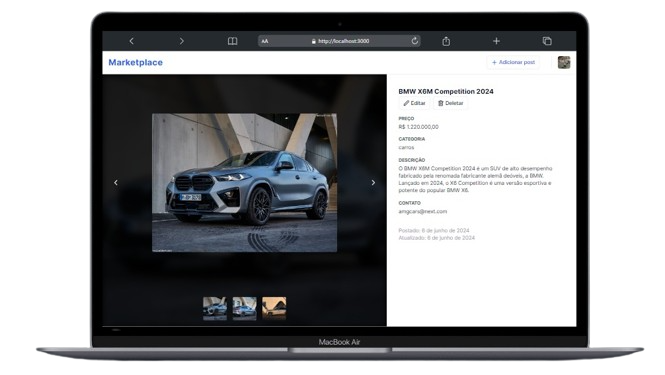 AA
http://localhost:3000
Marketplace
+ Adicionar post
BMW X6M Competition 2024
Editar
Deletar
PREÇO
R$ 1.220.000,00
CATEGORIA
carros
DESCRIÇÃO
O BMW X6M Competition 2024 é um SUV de alto desempenho
fabricado pela renomada fabricante alemã
a BMW.
Lançado em 2024, o X6 Competition é uma versão esportiva e
potente do popular BMW X6.
CONTATO
amgcars@next.com
Postado: 6 de junho de 2024
Atualizado: 6 de junho de 2024
MacBook Air